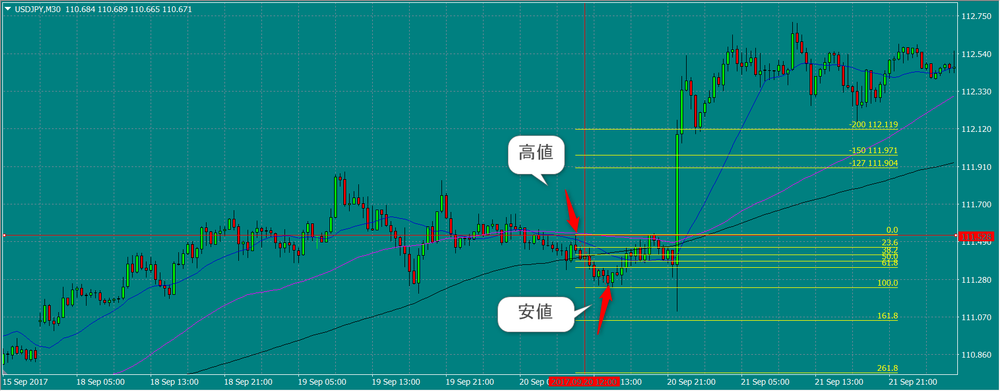 USDJPY,M30 110.684 110.689 110.665 110.671
112.750
112.540
112.330
112.120
111.910
111.700
111.528
111.490
111.280
111.070
110.860
高値
安値
-200 112.119
-150 111.971
-127 111.904
0.0
23.6
38.2
50.0
61.8
100.0
161.8
261.8
15 Sep 2017
18 Sep 05:00
18 Sep 13:00
18 Sep 21:00
19 Sep 05:00
19 Sep 13:00
19 Sep 21:00
20 Sep
2017.09.20 12:00
13:00
20 Sep 21:00
21 Sep 05:00
21 Sep 13:00
21 Sep 21:00